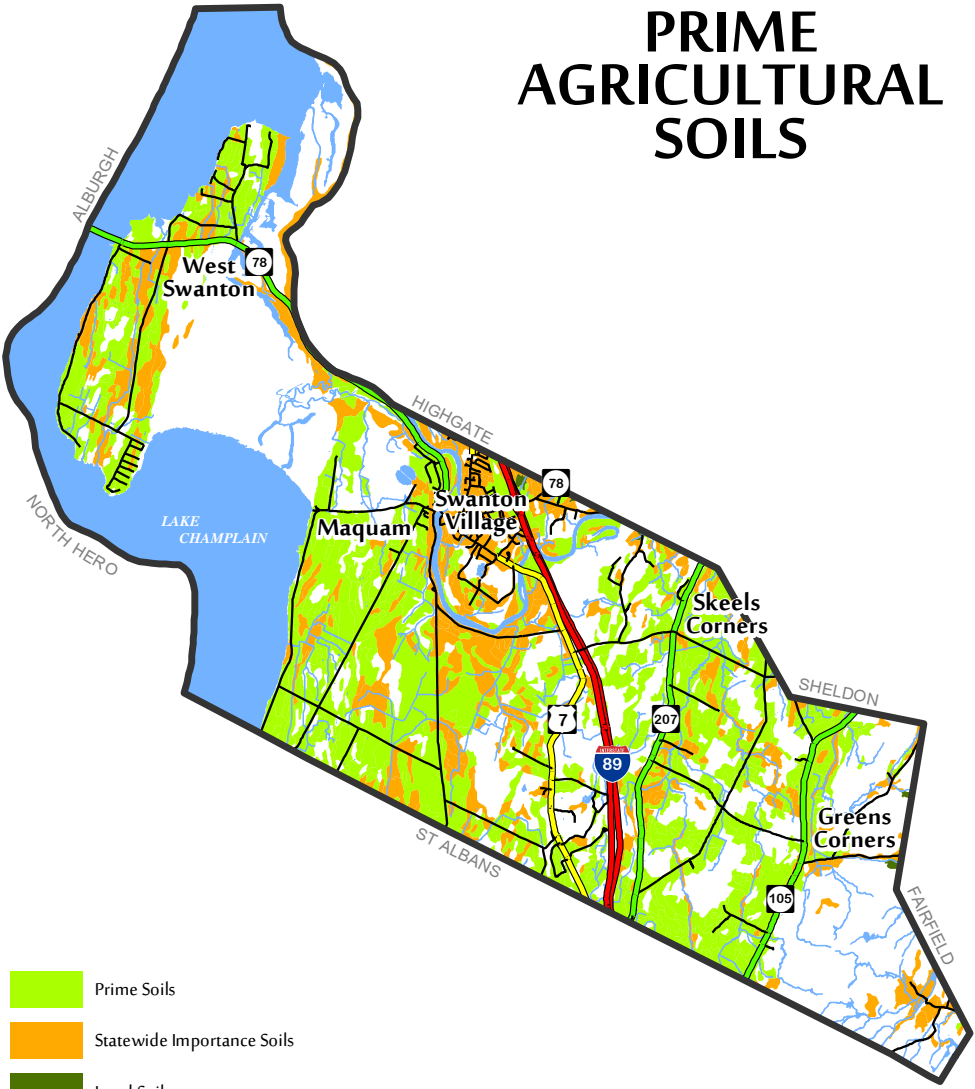 PRIME
AGRICULTURAL
SOILS
ALBURGH
West
Swanton
78
HIGHGATE
NORTH HERO
LAKE
CHAMPLAIN
Maquam
Swanton
Village
78
Skeels
Corners
SHELDON
7
207
INTERSTATE
89
Greens
Corners
ST ALBANS
105
FAIRFIELD
Prime Soils
Statewide Importance Soils